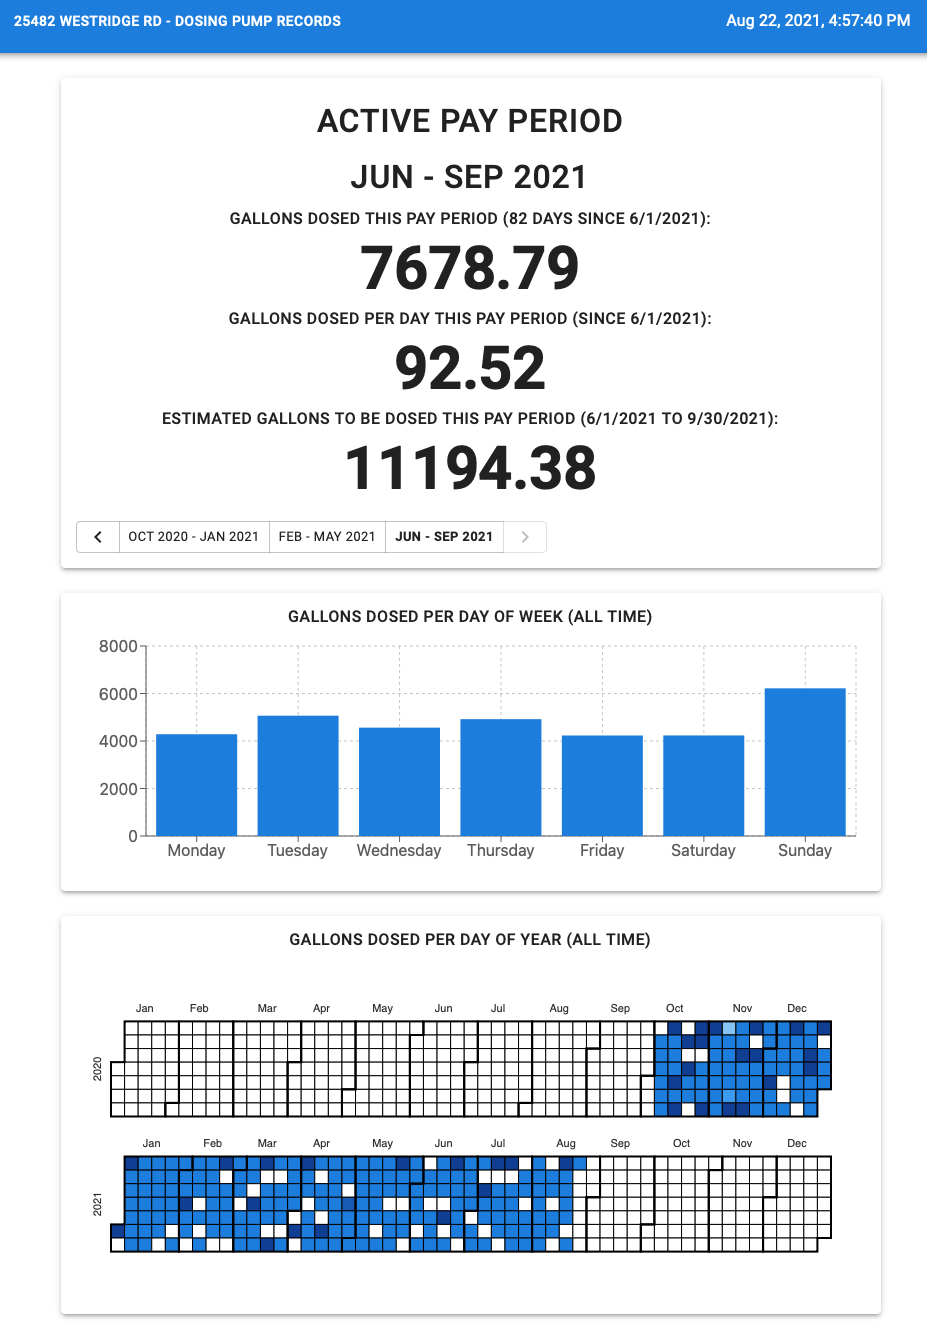 25482 WESTRIDGE RD - DOSING PUMP RECORDS
Aug 22, 2021, 4:57:40 PM
ACTIVE PAY PERIOD
JUN - SEP 2021
GALLONS DOSED THIS PAY PERIOD (82 DAYS SINCE 6/1/2021):
7678.79
GALLONS DOSED PER DAY THIS PAY PERIOD (SINCE 6/1/2021):
92.52
ESTIMATED GALLONS TO BE DOSED THIS PAY PERIOD (6/1/2021 TO 9/30/2021):
11194.38
OCT 2020 - JAN 2021 FEB - MAY 2021 JUN - SEP 2021
GALLONS DOSED PER DAY OF WEEK (ALL TIME)
8000
6000
4000
2000
0
Monday Tuesday Wednesday Thursday Friday Saturday Sunday
GALLONS DOSED PER DAY OF YEAR (ALL TIME)
Jan Feb Mar Apr May Jun Jul Aug Sep Oct Nov Dec
2020
Jan Feb Mar Apr May Jun Jul Aug Sep Oct Nov Dec
2021